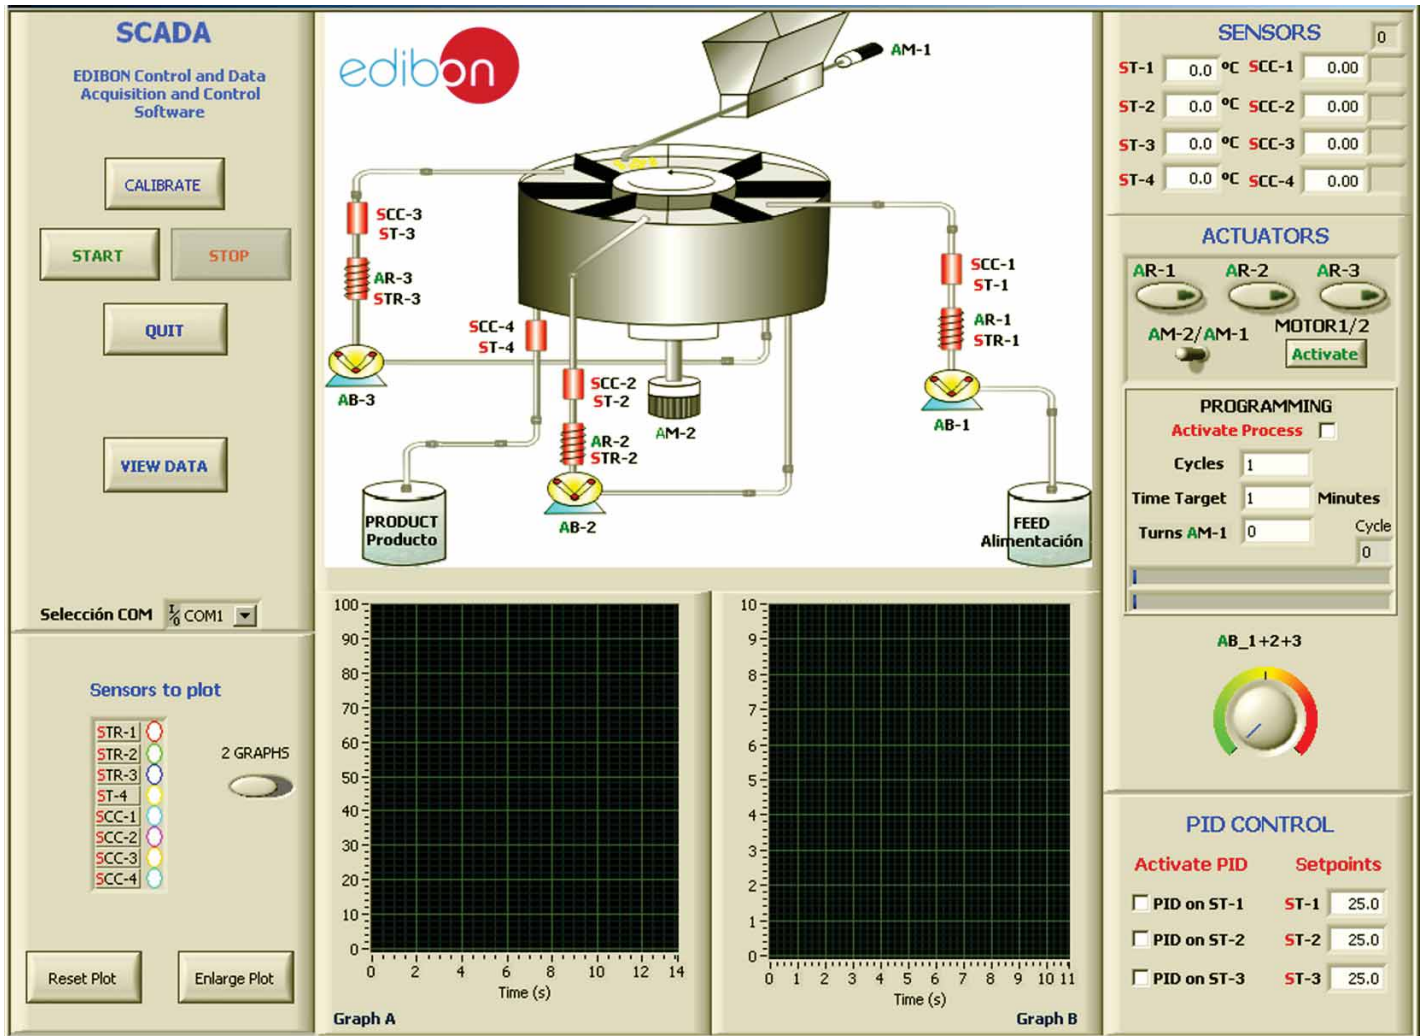 SCADA
EDIBON Control and Data
Acquisition and Control
Software
CALIBRATE
START
STOP
QUIT
VIEW DATA
Selección COM
I/O COM1
Sensors to plot
STR-1
STR-2
STR-3
ST-4
SCC-1
SCC-2
SCC-3
SCC-4
2 GRAPHS
Reset Plot
Enlarge Plot
edibon
AM-1
SCC-3
ST-3
AR-3
STR-3
AB-3
SCC-4
ST-4
SCC-2
ST-2
AR-2
STR-2
AB-2
AM-2
SCC-1
ST-1
AR-1
STR-1
AB-1
PRODUCT
Producto
FEED
Alimentación
100
90
80
70
60
50
40
30
20
10
0
0 2 4 6 8 10 12 14
Time (s)
Graph A
10
9
8
7
6
5
4
3
2
1
0
0 1 2 3 4 5 6 7 8 9 10 11
Time (s)
Graph B
SENSORS
0
ST-1 0.0 ºC SCC-1 0.00
ST-2 0.0 ºC SCC-2 0.00
ST-3 0.0 ºC SCC-3 0.00
ST-4 0.0 ºC SCC-4 0.00
ACTUATORS
AR-1 AR-2 AR-3
AM-2/AM-1
MOTOR1/2
Activate
PROGRAMMING
Activate Process
Cycles 1
Time Target 1 Minutes
Turns AM-1 0
Cycle
0
AB_1+2+3
PID CONTROL
Activate PID Setpoints
PID on ST-1 ST-1 25.0
PID on ST-2 ST-2 25.0
PID on ST-3 ST-3 25.0